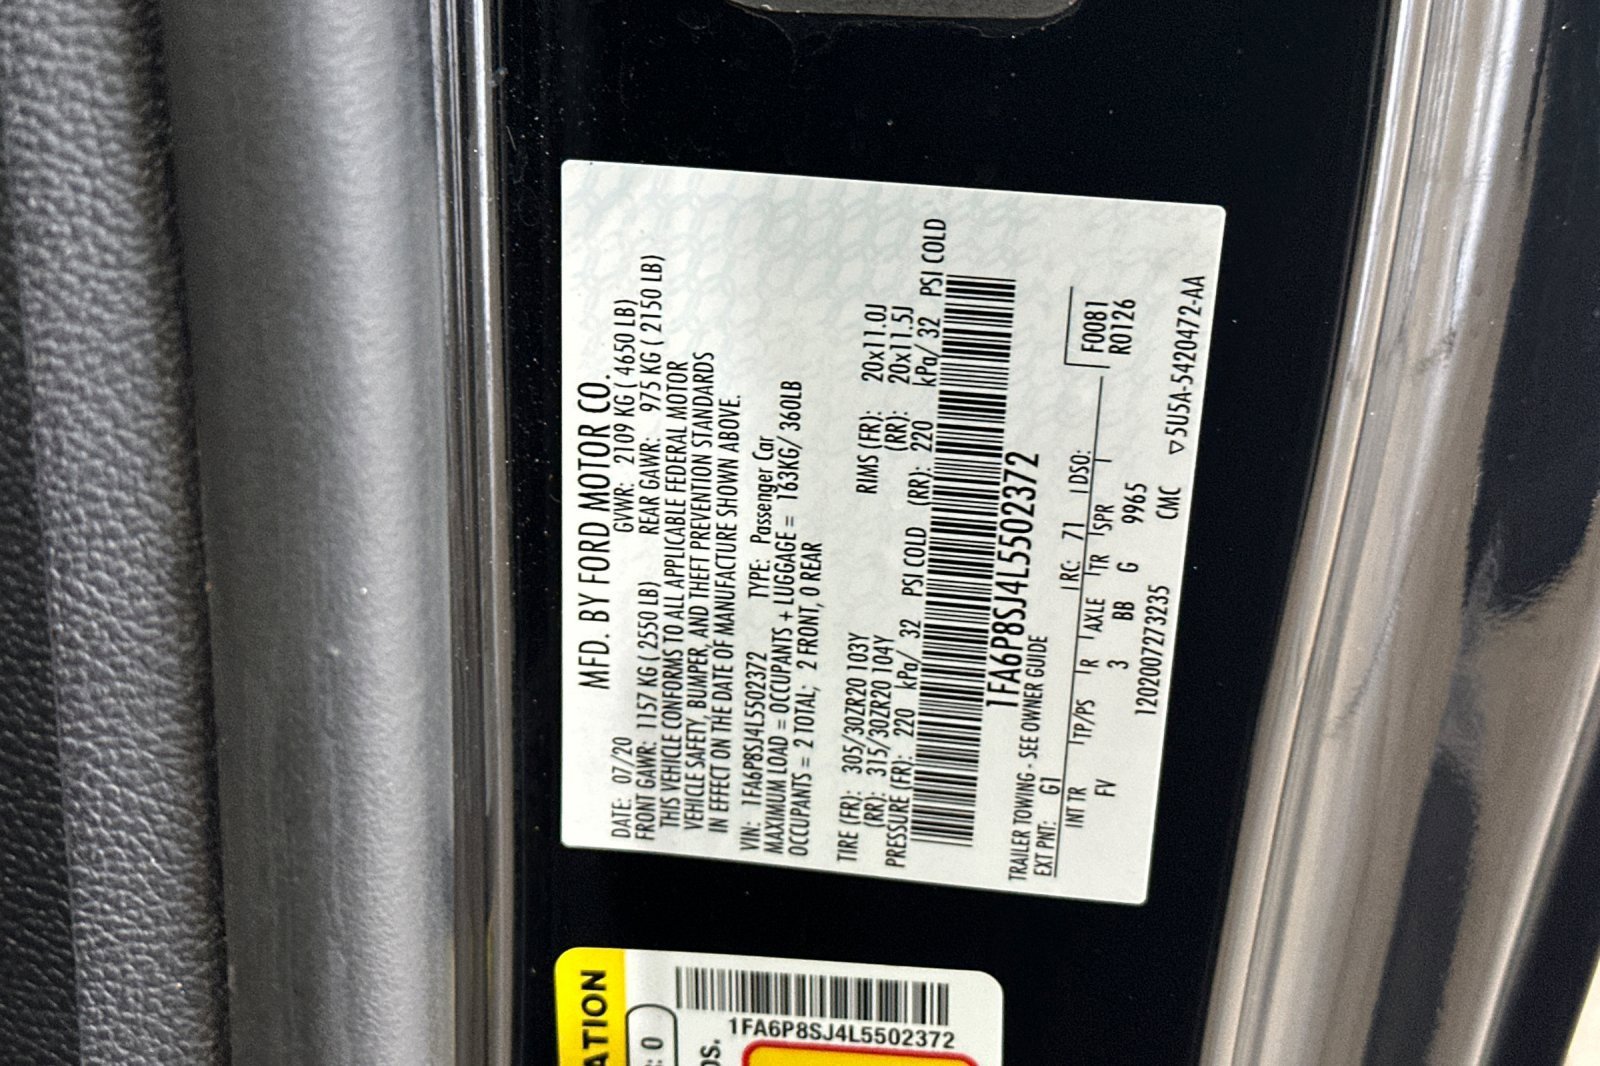 MFD. BY FORD MOTOR CO.
DATE: 07/20 GVWR: 2109 KG ( 4650 LB)
FRONT GAWR: 1157 KG ( 2550 LB) REAR GAWR: 975 KG ( 2150 LB)
THIS VEHICLE CONFORMS TO ALL APPLICABLE FEDERAL MOTOR
VEHICLE SAFETY, BUMPER, AND THEFT PREVENTION STANDARDS
IN EFFECT ON THE DATE OF MANUFACTURE SHOWN ABOVE.
VIN: 1FA6P8SJ4L5502372 TYPE: Passenger Car
MAXIMUM LOAD = OCCUPANTS + LUGGAGE = 163KG/ 360LB
OCCUPANTS = 2 TOTAL; 2 FRONT, 0 REAR
TIRE (FR): 305/30ZR20 103Y RIMS (FR): 20x11.0J
(RR): 315/30ZR20 104Y (RR): 20x11.5J
PRESSURE (FR): 220 kPa/ 32 PSI COLD (RR): 220 kPa/ 32 PSI COLD
1FA6P8SJ4L5502372
TRAILER TOWING - SEE OWNER GUIDE
EXT PNT: G1 RC: 71 DSO:
INT TR TP/PS R AXLE TR SPR F0081
FV 3 BB G 9965 R0126
1202007273235 CMC ▽5U5A-5420472-AA
ATION
: 0
OS.
1FA6P8SJ4L5502372